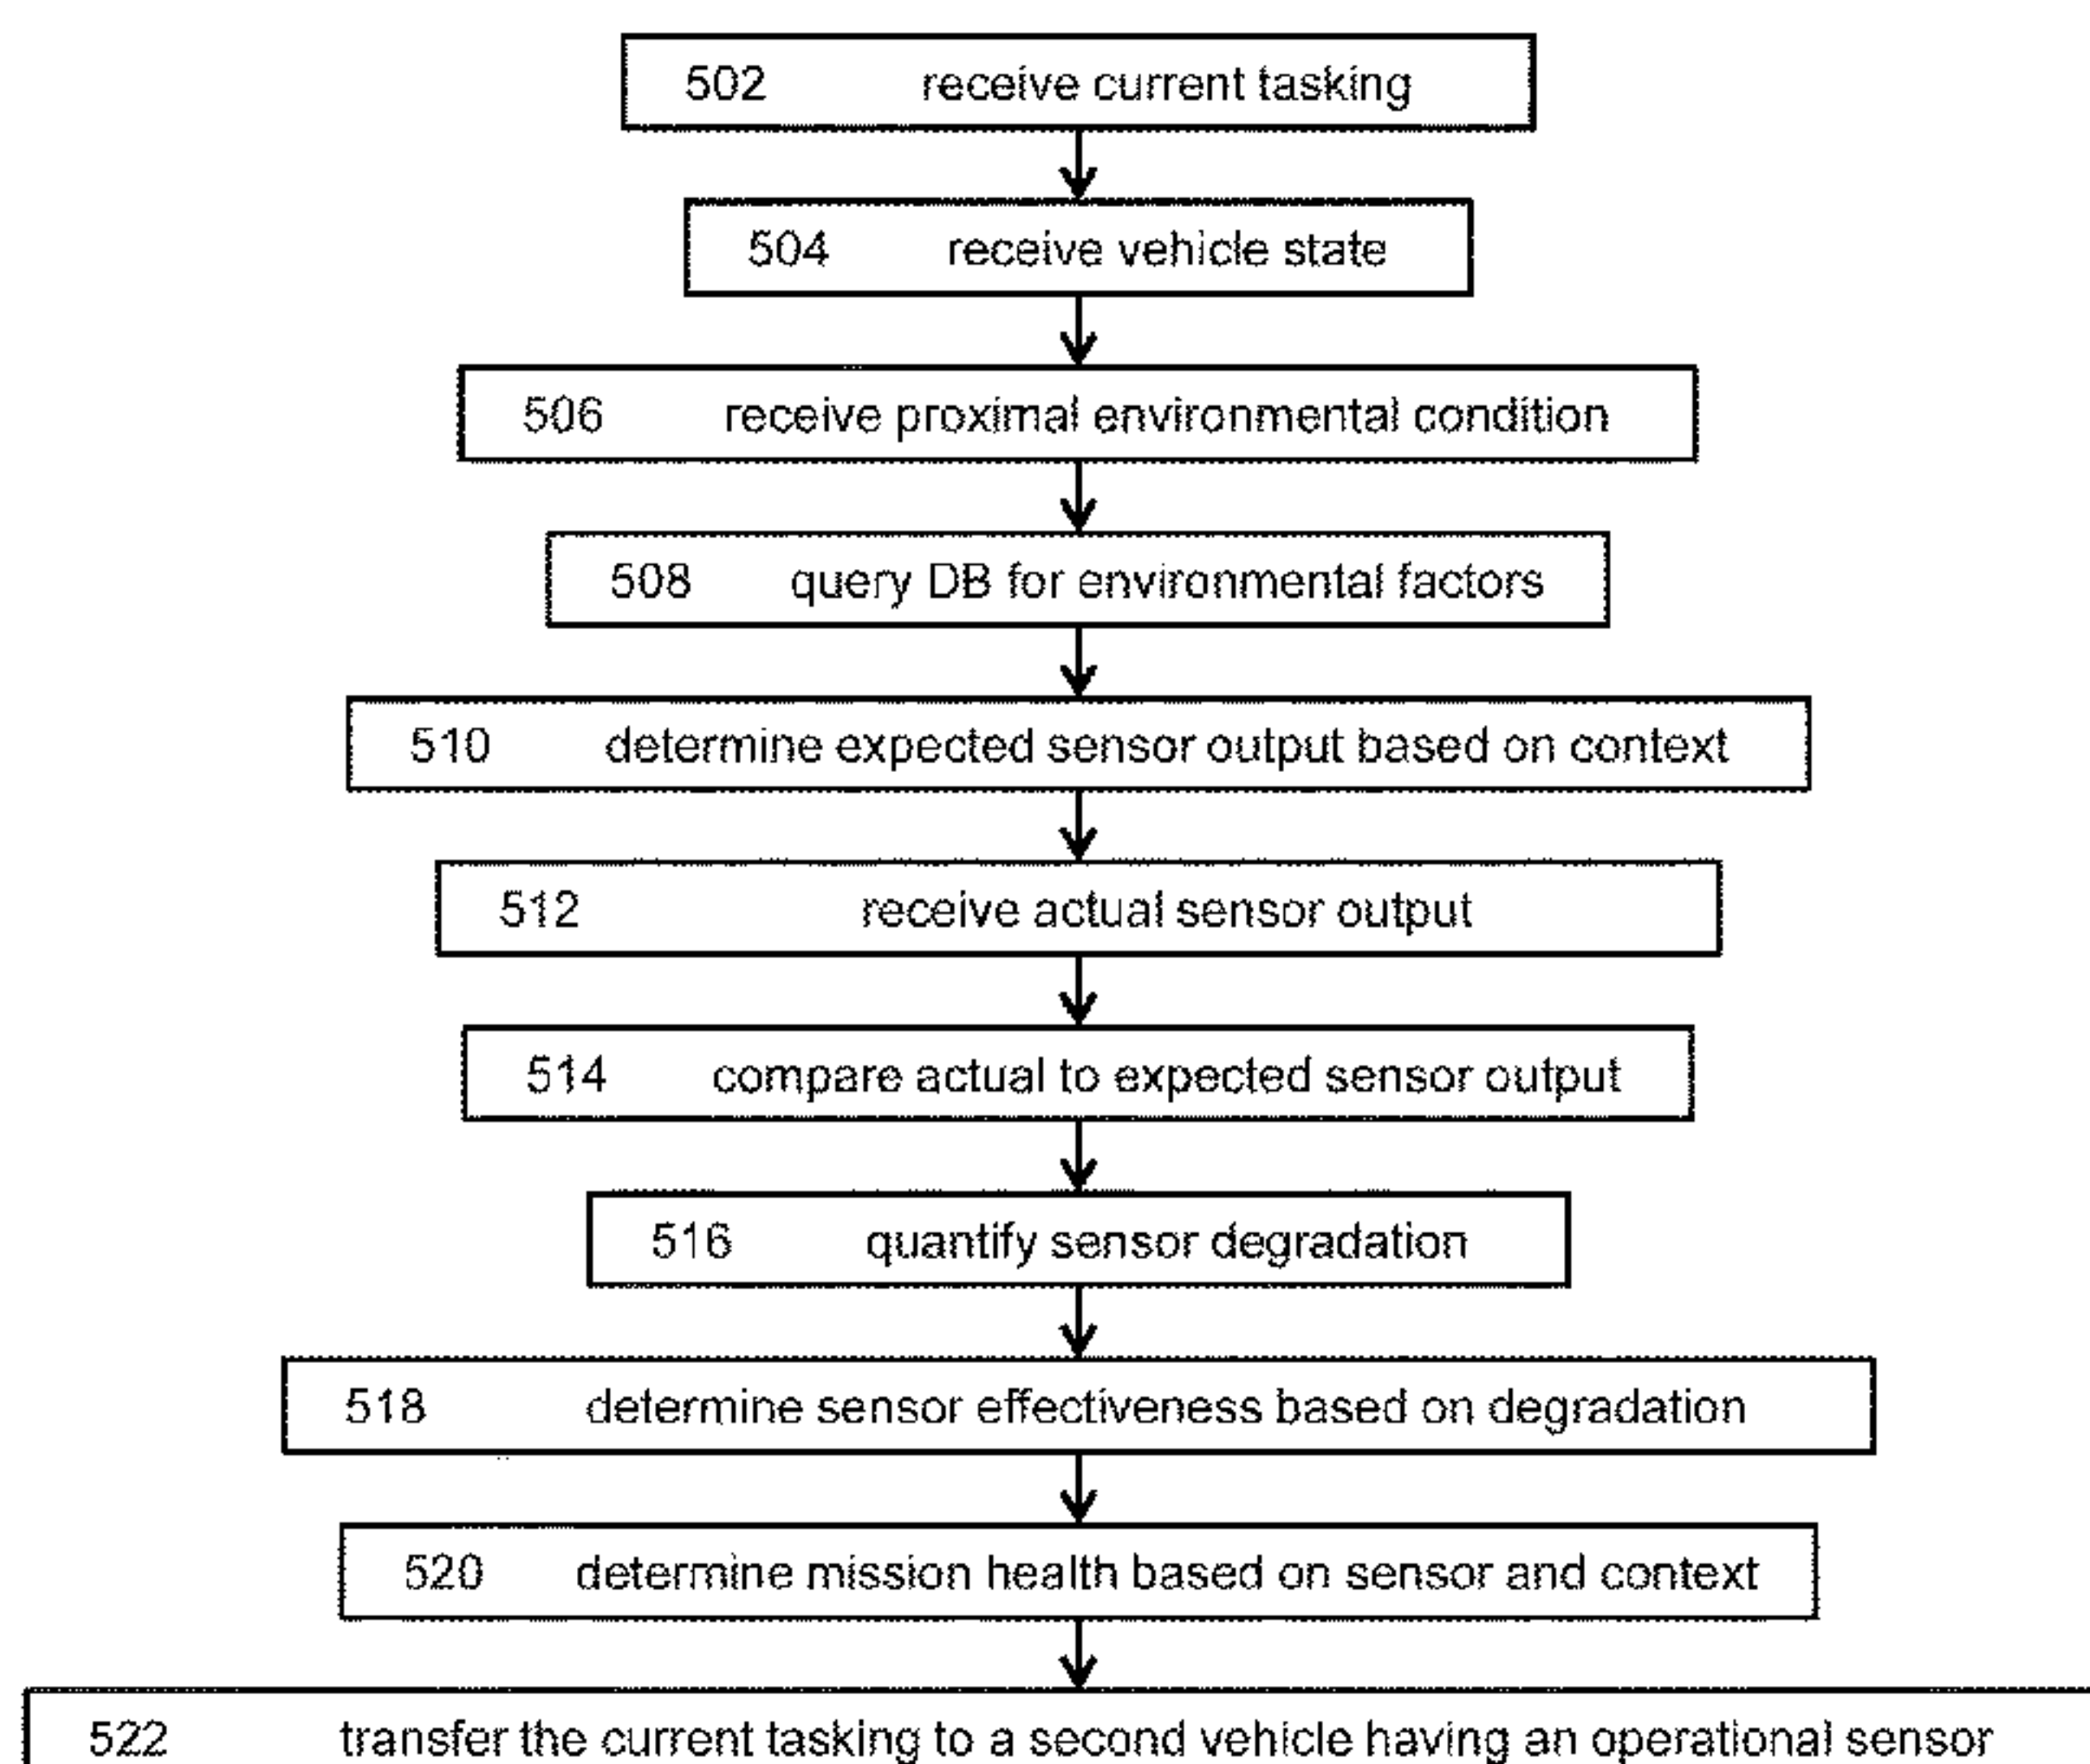 502 receive current tasking
504 receive vehicle state
506 receive proximal environmental condition
508 query DB for environmental factors
510 determine expected sensor output based on context
512 receive actual sensor output
514 compare actual to expected sensor output
516 quantify sensor degradation
518 determine sensor effectiveness based on degradation
520 determine mission health based on sensor and context
522 transfer the current tasking to a second vehicle having an operational sensor